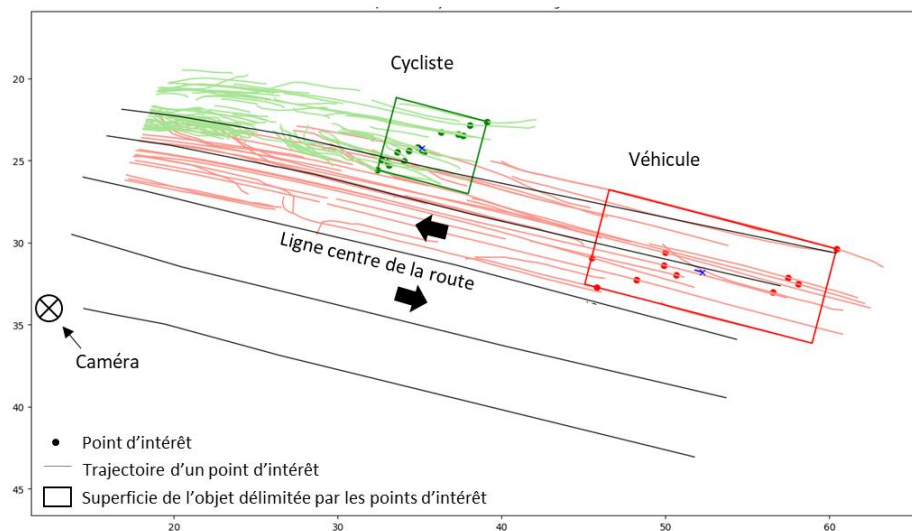 Cycliste
Véhicule
Ligne centre de la route
Caméra
Point d'intérêt
Trajectoire d'un point d'intérêt
Superficie de l'objet délimitée par les points d'intérêt
20
25
30
35
40
45
20
30
40
50
60